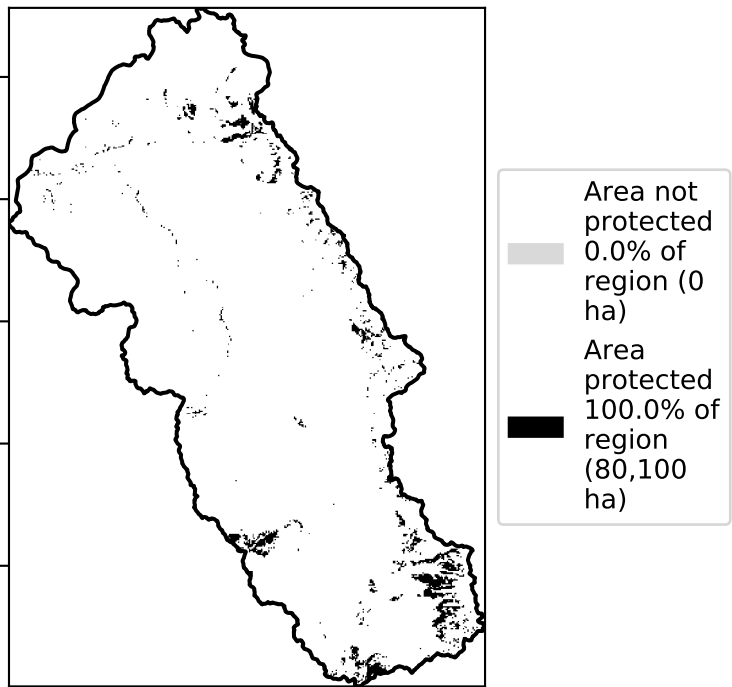 Area not
protected
0.0% of
region (0
ha)
Area
protected
100.0% of
region
(80,100
ha)